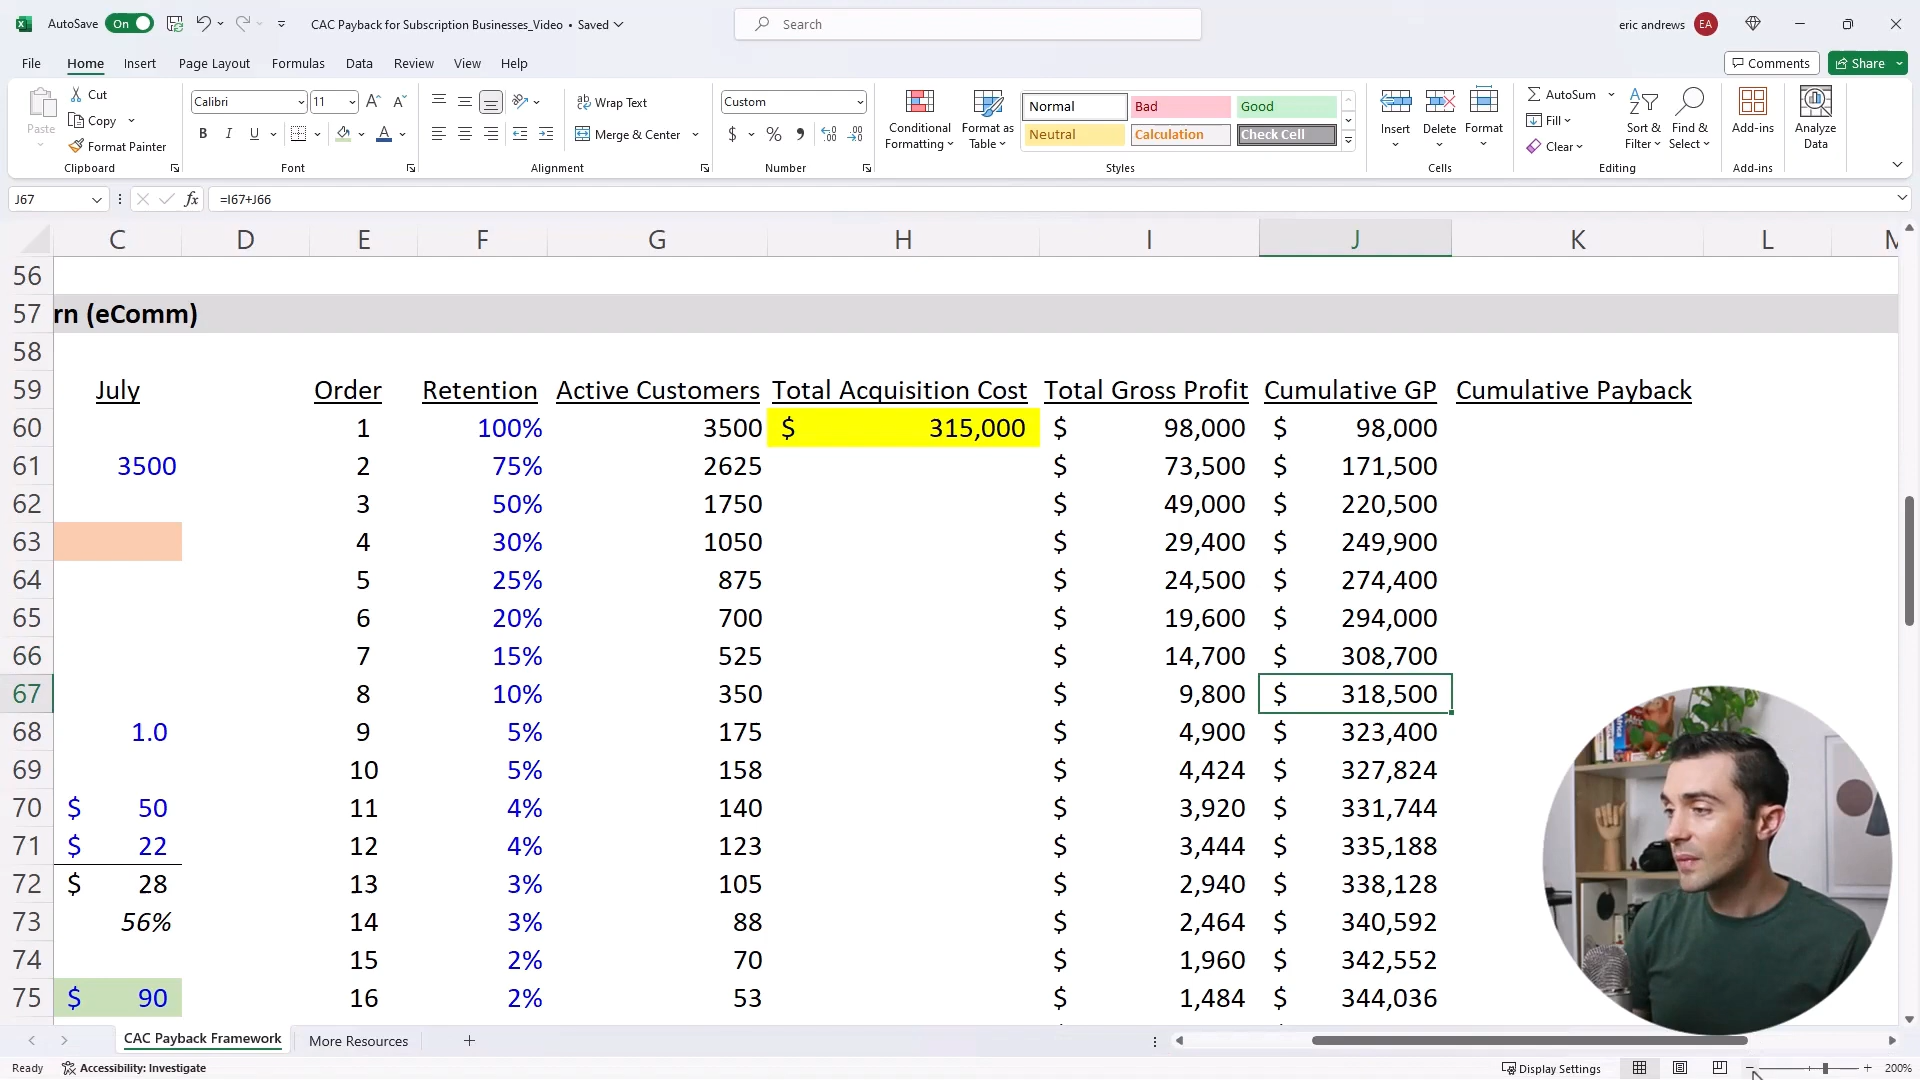 AutoSave On CAC Payback for Subscription Businesses_Video • Saved Search eric andrews EA
File Home Insert Page Layout Formulas Data Review View Help Comments Share
Paste Cut Copy Format Painter Clipboard
Calibri 11 B I U A Font
Wrap Text Merge & Center Alignment
Custom $ % Number
Conditional Formatting Format as Table Normal Bad Good Neutral Calculation Check Cell Styles
Insert Delete Format Cells
AutoSum Fill Clear Sort & Filter Find & Select Editing
Add-ins Add-ins
Analyze Data
J67 fx =I67+J66
C D E F G H I J K L M
56
57 rn (eComm)
58
59 July Order Retention Active Customers Total Acquisition Cost Total Gross Profit Cumulative GP Cumulative Payback
60 1 100% 3500 $ 315,000 $ 98,000 $ 98,000
61 3500 2 75% 2625 $ 73,500 $ 171,500
62 3 50% 1750 $ 49,000 $ 220,500
63 4 30% 1050 $ 29,400 $ 249,900
64 5 25% 875 $ 24,500 $ 274,400
65 6 20% 700 $ 19,600 $ 294,000
66 7 15% 525 $ 14,700 $ 308,700
67 8 10% 350 $ 9,800 $ 318,500
68 1.0 9 5% 175 $ 4,900 $ 323,400
69 10 5% 158 $ 4,424 $ 327,824
70 $ 50 11 4% 140 $ 3,920 $ 331,744
71 $ 22 12 4% 123 $ 3,444 $ 335,188
72 $ 28 13 3% 105 $ 2,940 $ 338,128
73 56% 14 3% 88 $ 2,464 $ 340,592
74 15 2% 70 $ 1,960 $ 342,552
75 $ 90 16 2% 53 $ 1,484 $ 344,036
CAC Payback Framework More Resources
Ready Accessibility: Investigate Display Settings 200%